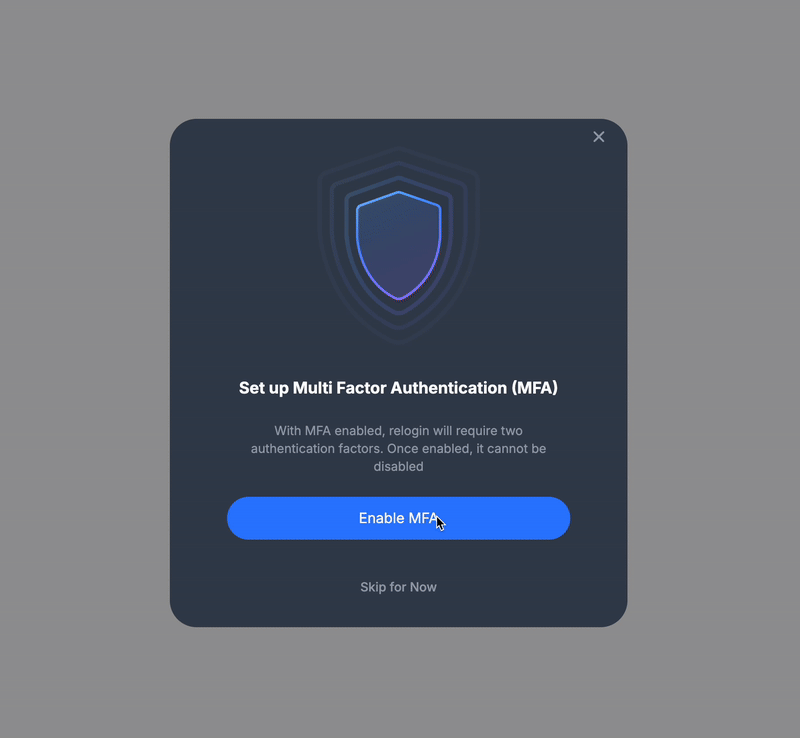 Set up Multi Factor Authentication (MFA)
With MFA enabled, relogin will require two
authentication factors. Once enabled, it cannot be
disabled
Enable MFA
Skip for Now